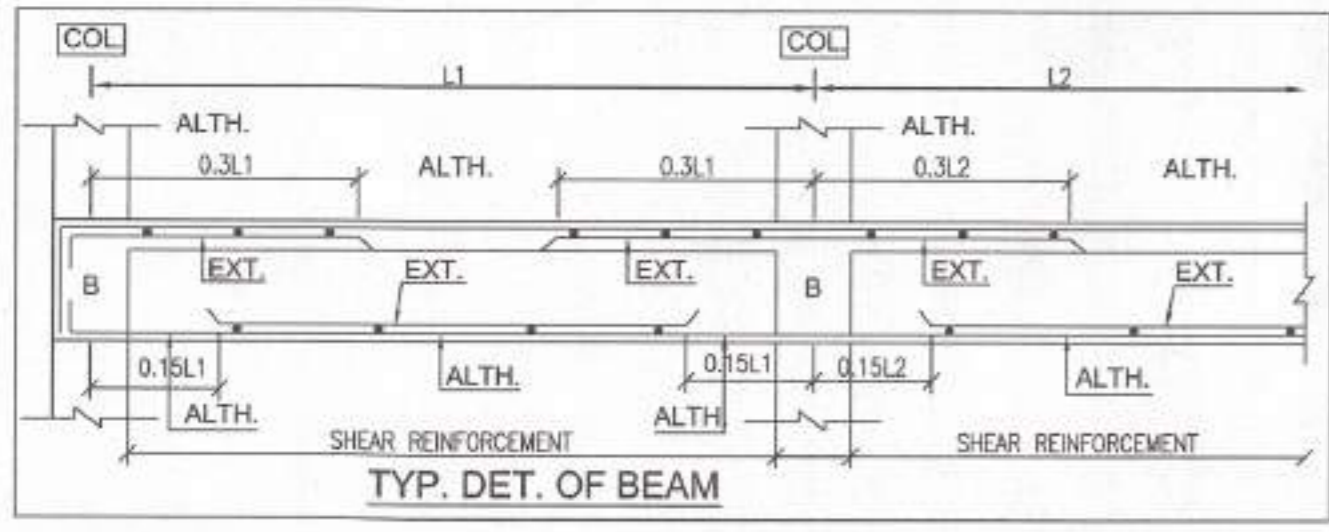 COL. COL.
L1 L2
ALTH. ALTH.
0.3L1 ALTH. 0.3L1 0.3L2 ALTH.
EXT. EXT. EXT. EXT. EXT.
B B
0.15L1 ALTH. 0.15L1 0.15L2 ALTH.
ALTH. ALTH
SHEAR REINFORCEMENT SHEAR REINFORCEMENT
TYP. DET. OF BEAM